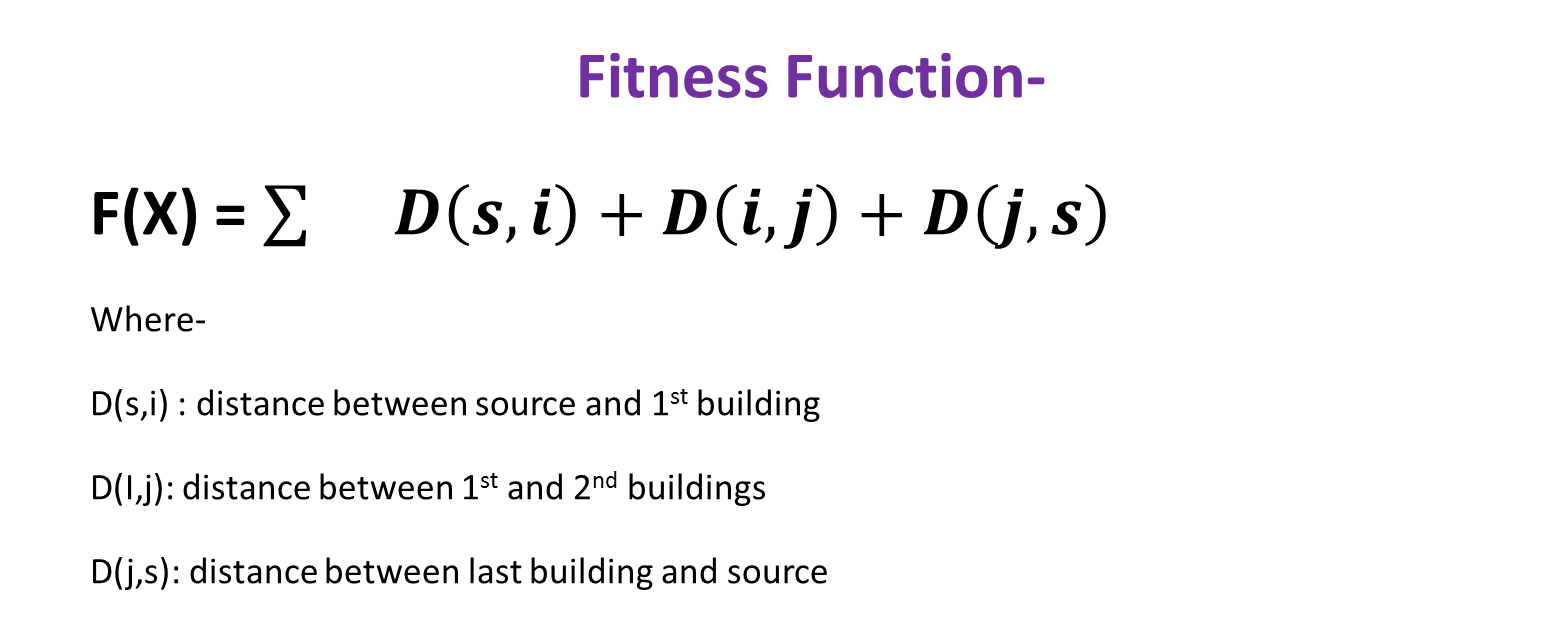 Fitness Function-
F(X) = ∑ D(s, i) + D(i, j) + D(j, s)
Where-
D(s,i) : distance between source and 1st building
D(I,j): distance between 1st and 2nd buildings
D(j,s): distance between last building and source